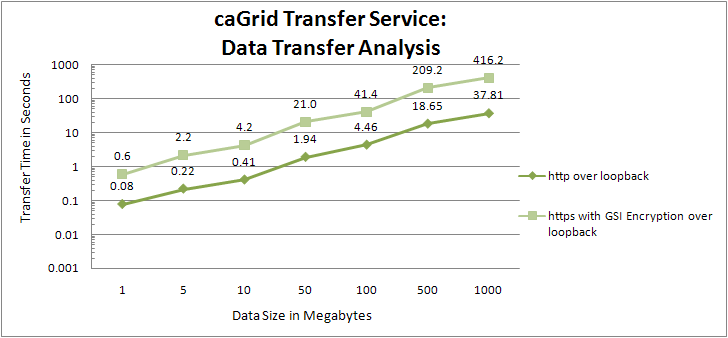 caGrid Transfer Service:
Data Transfer Analysis
Transfer Time in Seconds
1000
100
10
1
0.1
0.01
0.001
0.6
2.2
4.2
21.0
41.4
209.2
416.2
0.08
0.22
0.41
1.94
4.46
18.65
37.81
1 5 10 50 100 500 1000
Data Size in Megabytes
http over loopback
https with GSI Encryption over
loopback